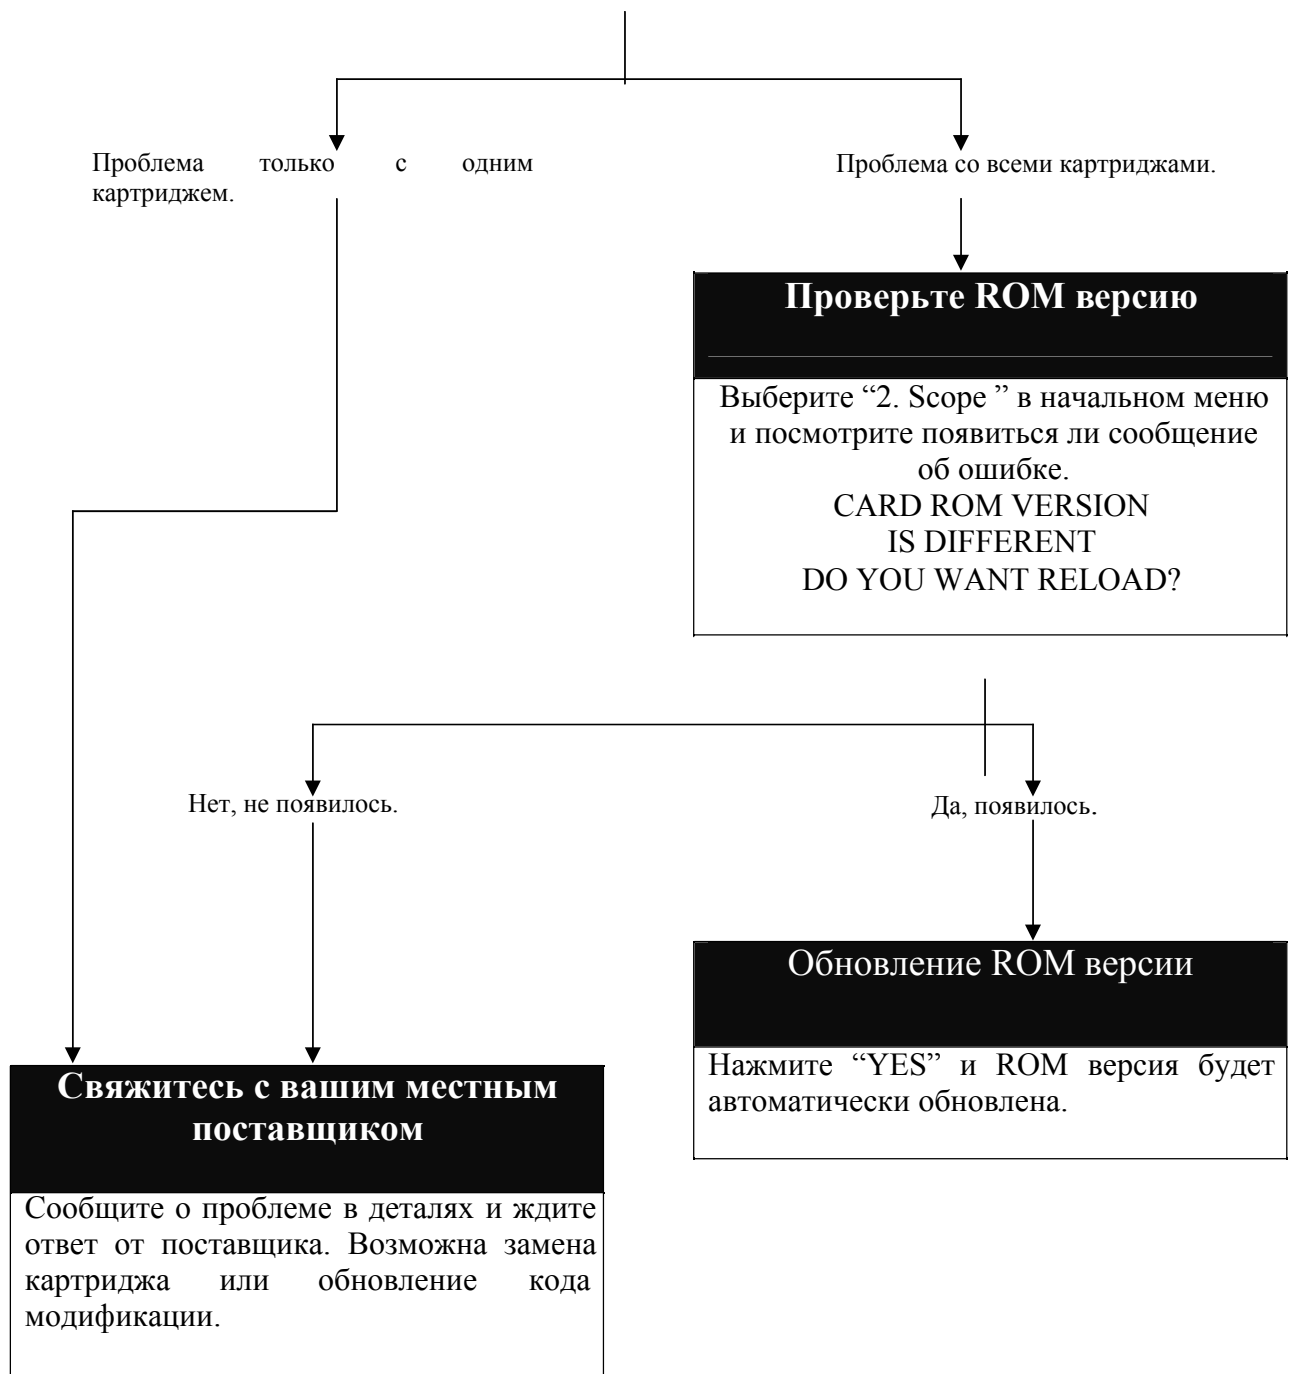 Проблема только с одним
картриджем.
Проблема со всеми картриджами.
Проверьте ROM версию
Выберите “2. Scope ” в начальном меню
и посмотрите появиться ли сообщение
об ошибке.
CARD ROM VERSION
IS DIFFERENT
DO YOU WANT RELOAD?
Нет, не появилось.
Да, появилось.
Обновление ROM версии
Нажмите “YES” и ROM версия будет
автоматически обновлена.
Свяжитесь с вашим местным
поставщиком
Сообщите о проблеме в деталях и ждите
ответ от поставщика. Возможна замена
картриджа или обновление кода
модификации.